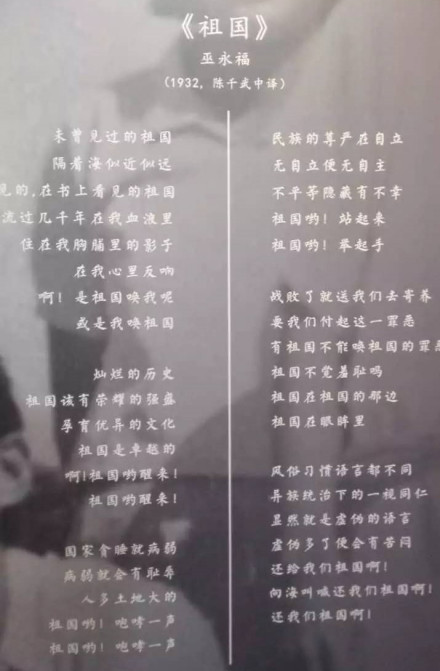 《祖国》
巫永福
(1932, 陈千武中译)
未曾见过的祖国
隔着海似近似远
见的,在书上看见的祖国
流过几千年在我血液里
住在我胸脯里的影子
在我心里反响
啊! 是祖国唤我呢
或是我唤祖国
灿烂的历史
祖国该有荣耀的强盛
孕育优异的文化
祖国是卓越的
啊!祖国哟醒来!
祖国哟醒来!
国家贪睡就病弱
病弱就会有耻辱
人多土地大的
祖国哟! 咆哮一声
祖国哟! 咆哮一声
民族的尊严在自立
无自立便无自主
不平等隐藏有不幸
祖国哟! 站起来
祖国哟! 举起手
战败了就送我们去寄养
要我们付起这一罪恶
有祖国不能唤祖国的罪恶
祖国不觉羞耻吗
祖国在祖国的那边
祖国在眼眸里
风俗习惯语言都不同
异族统治下的一视同仁
显然就是虚伪的语言
虚伪多了便会有苦闷
还给我们祖国啊!
向海叫喊还我们祖国啊!
还我们祖国啊!